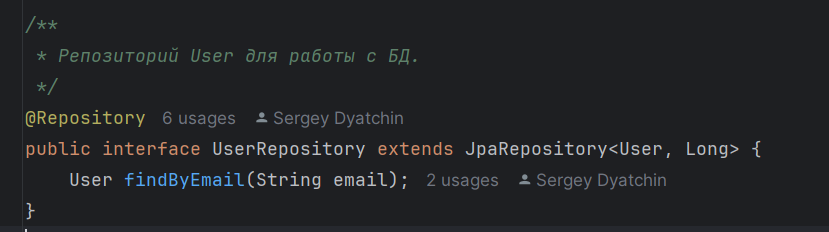 /**
* Репозиторий User для работы с БД.
*/
@Repository 6 usages Sergey Dyatchin
public interface UserRepository extends JpaRepository<User, Long> {
User findByEmail(String email); 2 usages Sergey Dyatchin
}